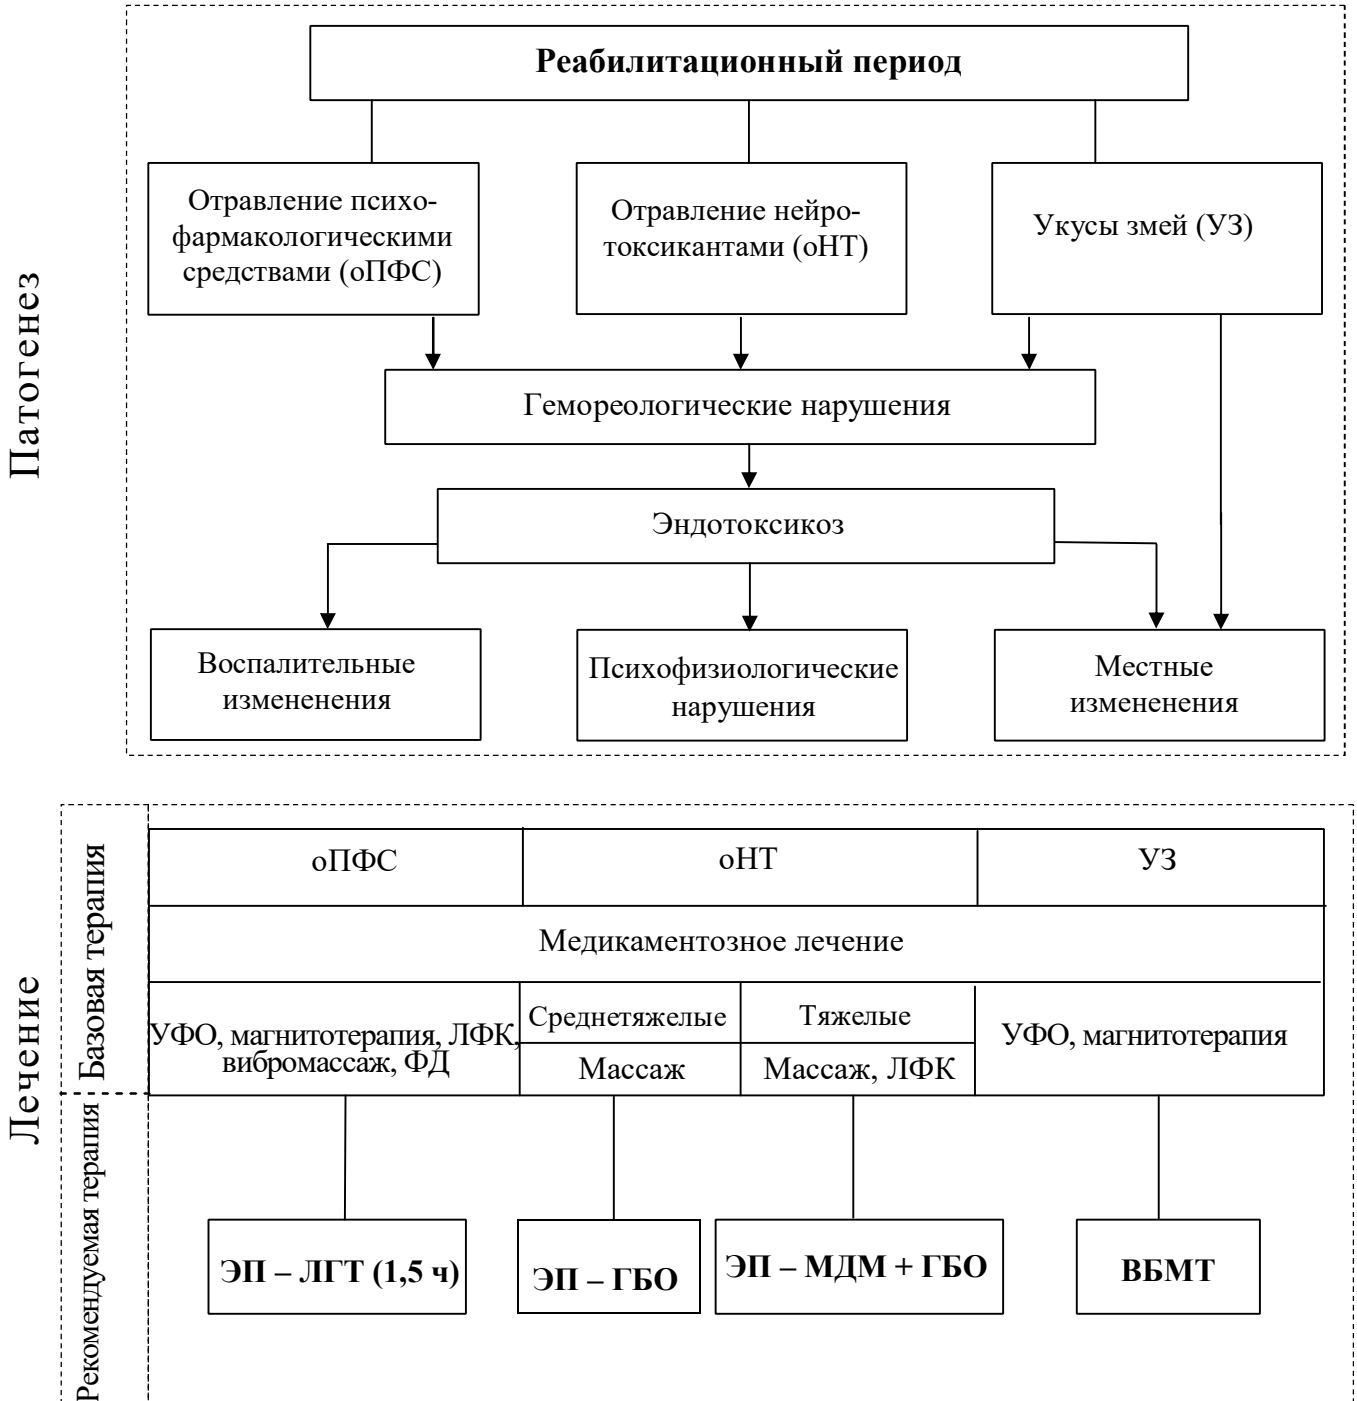 Патогенез
Реабилитационный период
Отравление психо-
фармакологическими
средствами (оПФС)
Отравление нейро-
токсикантами (оНТ)
Укусы змей (УЗ)
Гемореологические нарушения
Эндотоксикоз
Воспалительные
измененения
Психофизиологические
нарушения
Местные
измененения
Лечение
Базовая терапия
оПФС
оНТ
УЗ
Медикаментозное лечение
УФО, магнитотерапия, ЛФК,
вибромассаж, ФД
Среднетяжелые
Тяжелые
Массаж
Массаж, ЛФК
УФО, магнитотерапия
Рекомендуемая терапия
ЭП – ЛГТ (1,5 ч)
ЭП – ГБО
ЭП – МДМ + ГБО
ВБМТ